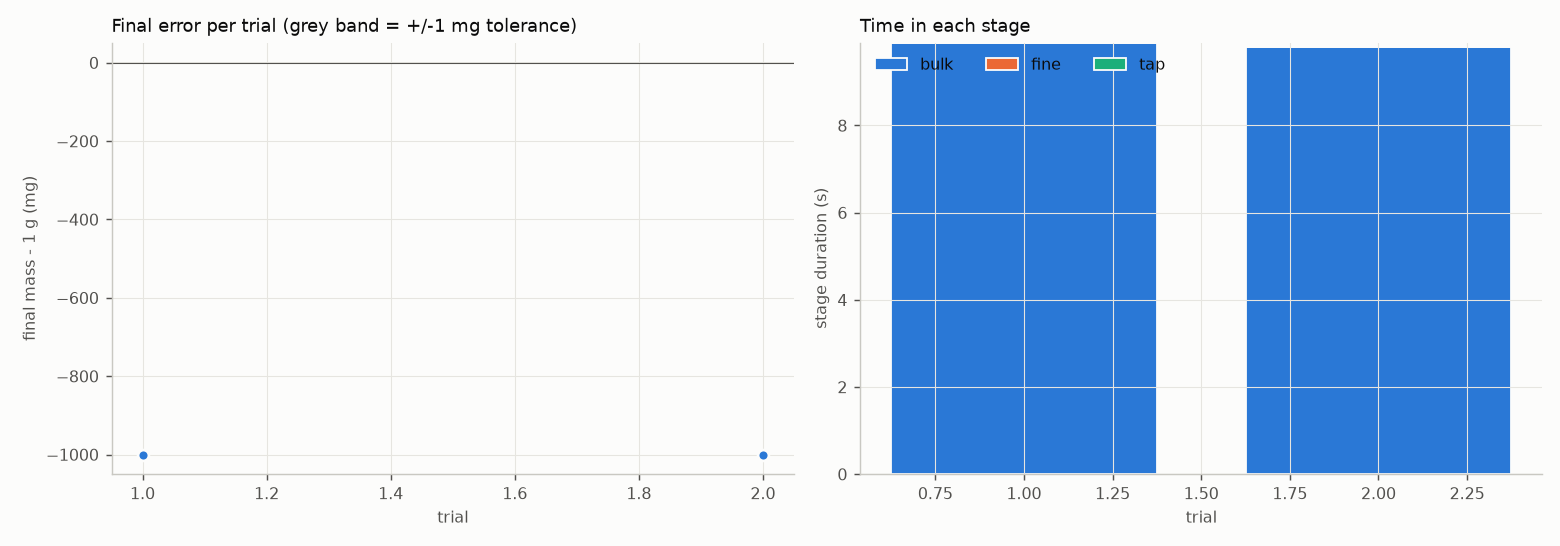 Final error per trial (grey band = +/-1 mg tolerance)
0
−200
−400
−600
−800
−1000
final mass - 1 g (mg)
1.0 1.2 1.4 1.6 1.8 2.0
trial
Time in each stage
bulk fine tap
8
6
4
2
0
stage duration (s)
0.75 1.00 1.25 1.50 1.75 2.00 2.25
trial